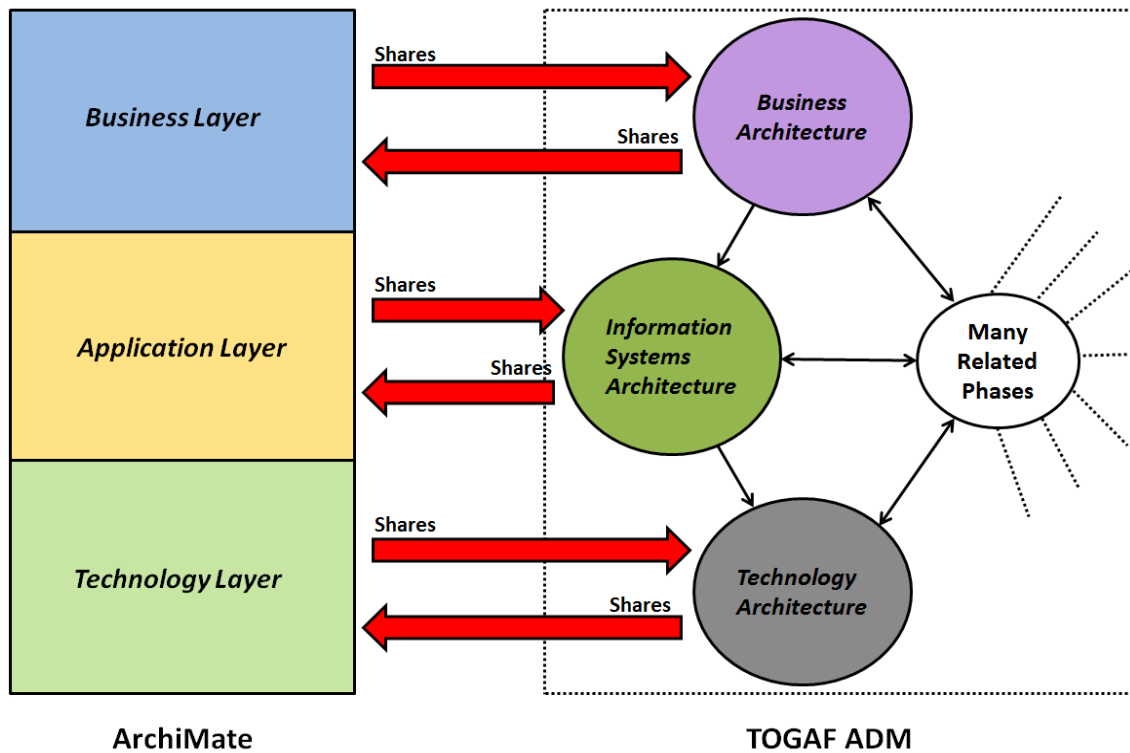 Shares
Business Layer
Business
Architecture
Shares
Shares
Application Layer
Information
Systems
Architecture
Many
Related
Phases
Shares
Shares
Technology Layer
Technology
Architecture
Shares
ArchiMate
TOGAF ADM